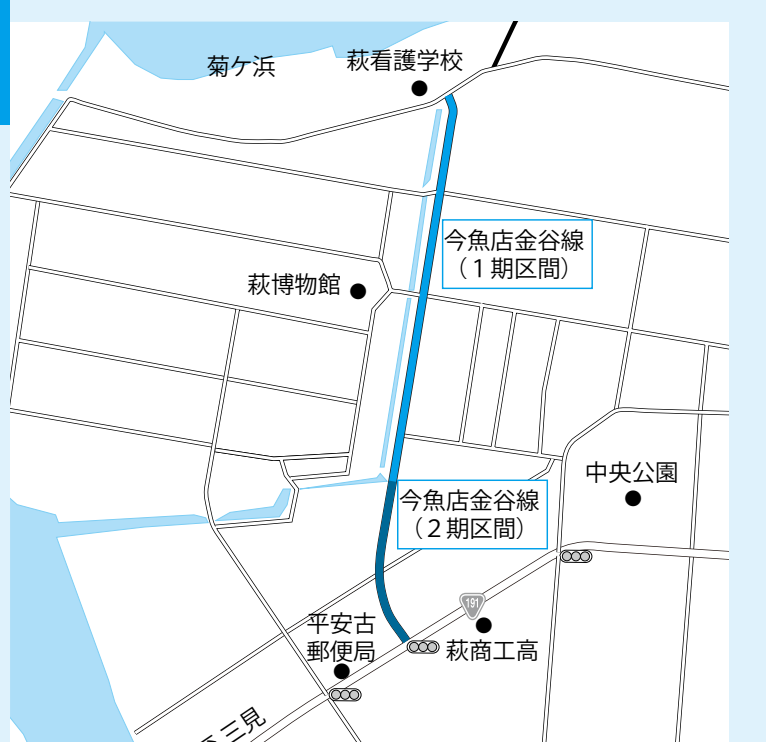 菊ケ浜
萩看護学校
今魚店金谷線
（１期区間）
萩博物館
中央公園
今魚店金谷線
（２期区間）
191
平安古
郵便局
萩商工高
三見